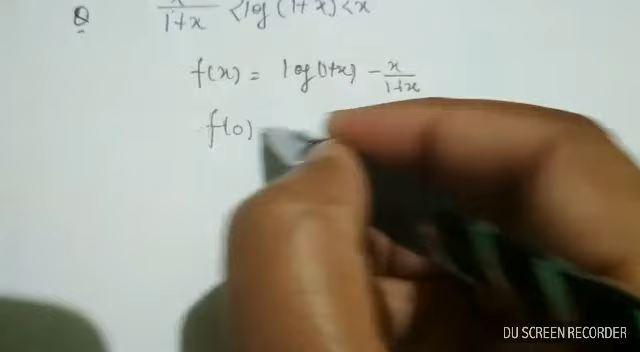 Q x/1+x < log(1+x) < x
f(x) = log(1+x) - x/1+x
f(0)
DU SCREEN RECORDER